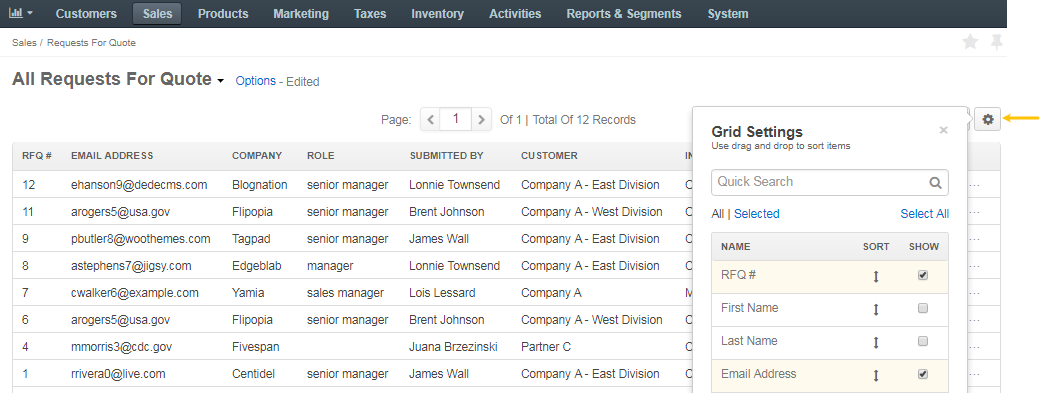 Customers Sales Products Marketing Taxes Inventory Activities Reports & Segments System
Sales / Requests For Quote
All Requests For Quote Options - Edited
Page: 1 Of 1 | Total Of 12 Records
Grid Settings
Use drag and drop to sort items
Quick Search
All | Selected Select All
NAME SORT SHOW
RFQ #
First Name
Last Name
Email Address
RFQ # EMAIL ADDRESS COMPANY ROLE SUBMITTED BY CUSTOMER
12 ehanson9@dedecms.com Blognation senior manager Lonnie Townsend Company A - East Division
11 arogers5@usa.gov Flipopia senior manager Brent Johnson Company A - West Division
9 pbutler8@woothemes.com Tagpad senior manager James Wall Company A - East Division
8 astephens7@jigsy.com Edgeblab manager Lonnie Townsend Company A - East Division
7 cwalker6@example.com Yamia sales manager Lois Lessard Company A
6 arogers5@usa.gov Flipopia senior manager Brent Johnson Company A - West Division
4 mmorris3@cdc.gov Fivespan Juana Brzezinski Partner C
1 rrivera0@live.com Centidel senior manager James Wall Company A - East Division